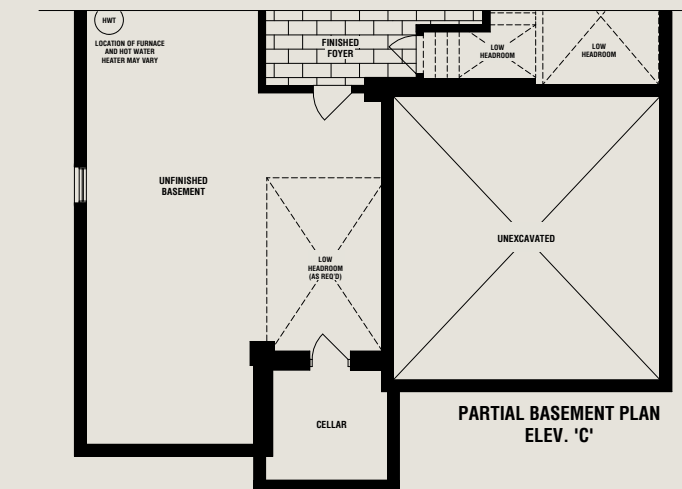 HWT
LOCATION OF FURNACE
AND HOT WATER
HEATER MAY VARY
FINISHED
FOYER
LOW
HEADROOM
LOW
HEADROOM
UNFINISHED
BASEMENT
UNEXCAVATED
LOW
HEADROOM
(AS REQ'D)
CELLAR
PARTIAL BASEMENT PLAN
ELEV. 'C'